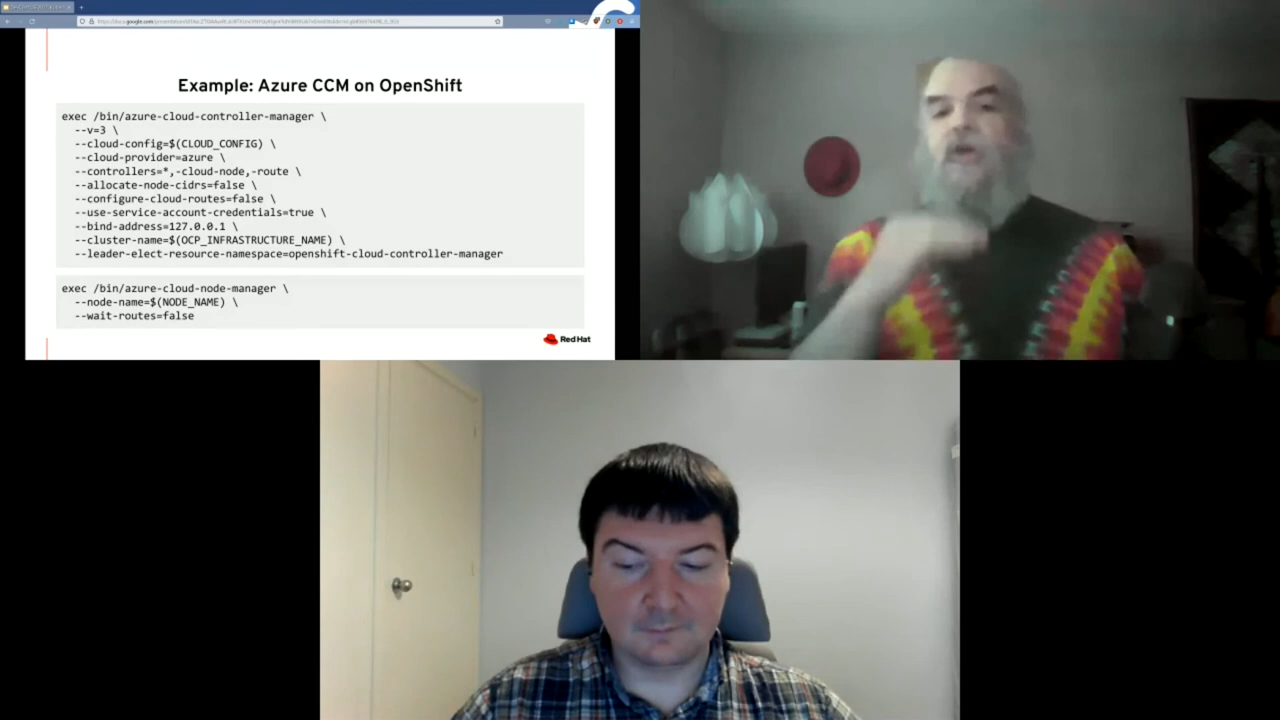 Example: Azure CCM on OpenShift
exec /bin/azure-cloud-controller-manager \
--v=3 \
--cloud-config=$(CLOUD_CONFIG) \
--cloud-provider=azure \
--controllers=*,-cloud-node,-route \
--allocate-node-cidrs=false \
--configure-cloud-routes=false \
--use-service-account-credentials=true \
--bind-address=127.0.0.1 \
--cluster-name=$(OCP_INFRASTRUCTURE_NAME) \
--leader-elect-resource-namespace=openshift-cloud-controller-manager
exec /bin/azure-cloud-node-manager \
--node-name=$(NODE_NAME) \
--wait-routes=false
Red Hat